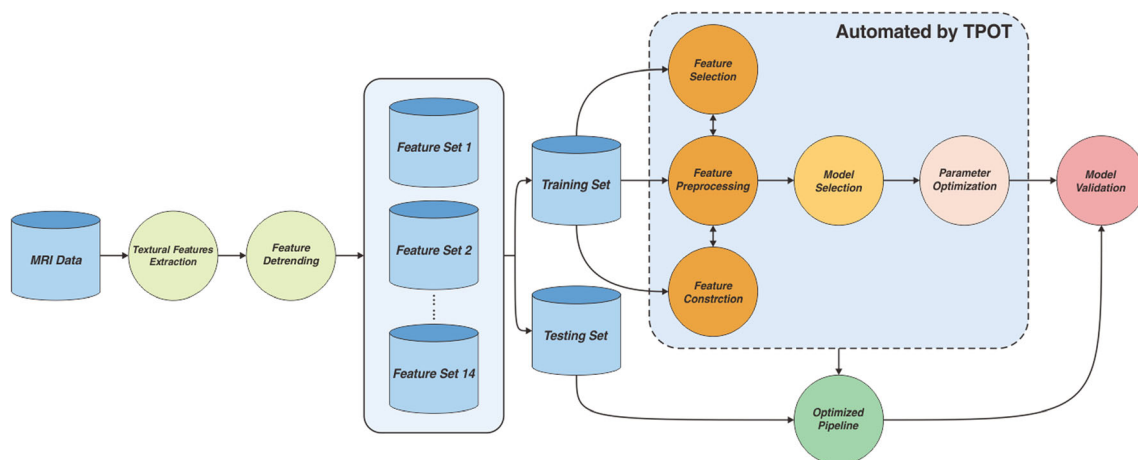 Automated by TPOT
Feature
Selection
Feature Set 1
Training Set
Feature
Preprocessing
Model
Selection
Parameter
Optimization
Model
Validation
MRI Data
Textural Features
Extraction
Feature
Detrending
Feature Set 2
Feature
Constrction
Testing Set
Feature Set 14
Optimized
Pipeline